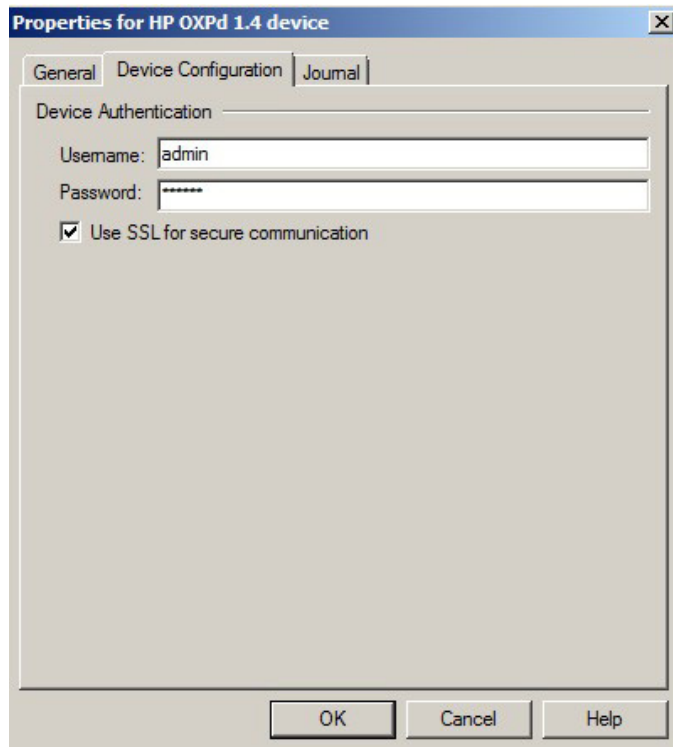 Properties for HP OXPd 1.4 device
General Device Configuration Journal
Device Authentication
Username: admin
Password: ******
Use SSL for secure communication
OK Cancel Help